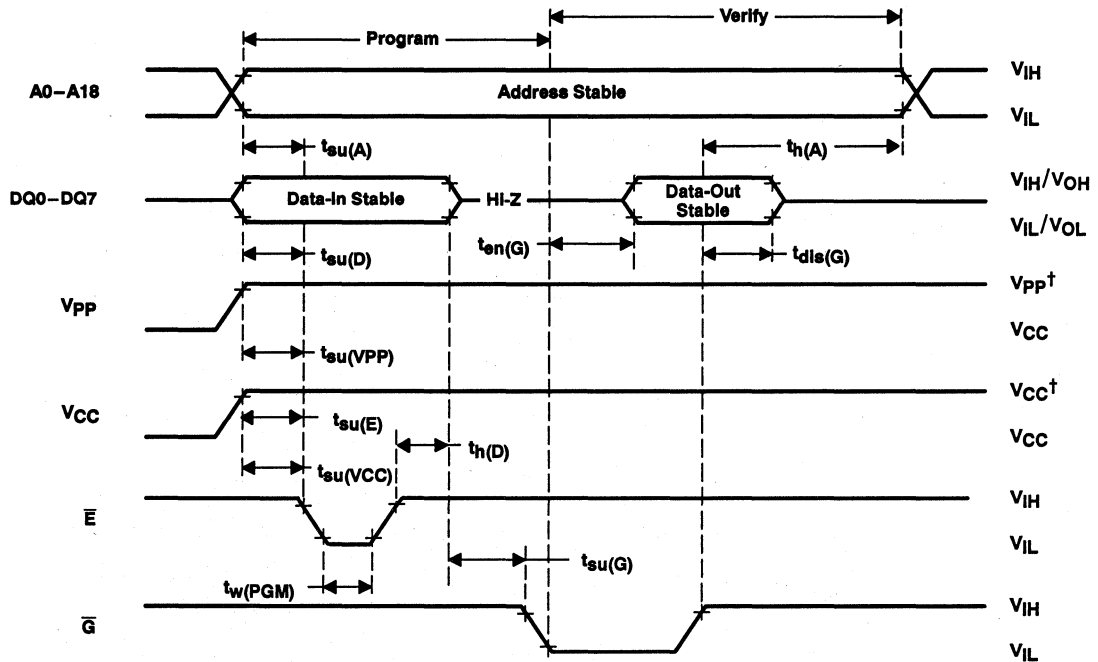 Verify
Program
A0–A18
Address Stable
VIH
VIL
tsu(A)
th(A)
DQ0–DQ7
Data-In Stable
HI-Z
Data-Out
Stable
VIH/VOH
VIL/VOL
tsu(D)
ten(G)
tdis(G)
VPP
VPP†
VCC
tsu(VPP)
VCC
VCC†
VCC
tsu(E)
th(D)
tsu(VCC)
E̅
VIH
VIL
tsu(G)
tw(PGM)
G̅
VIH
VIL